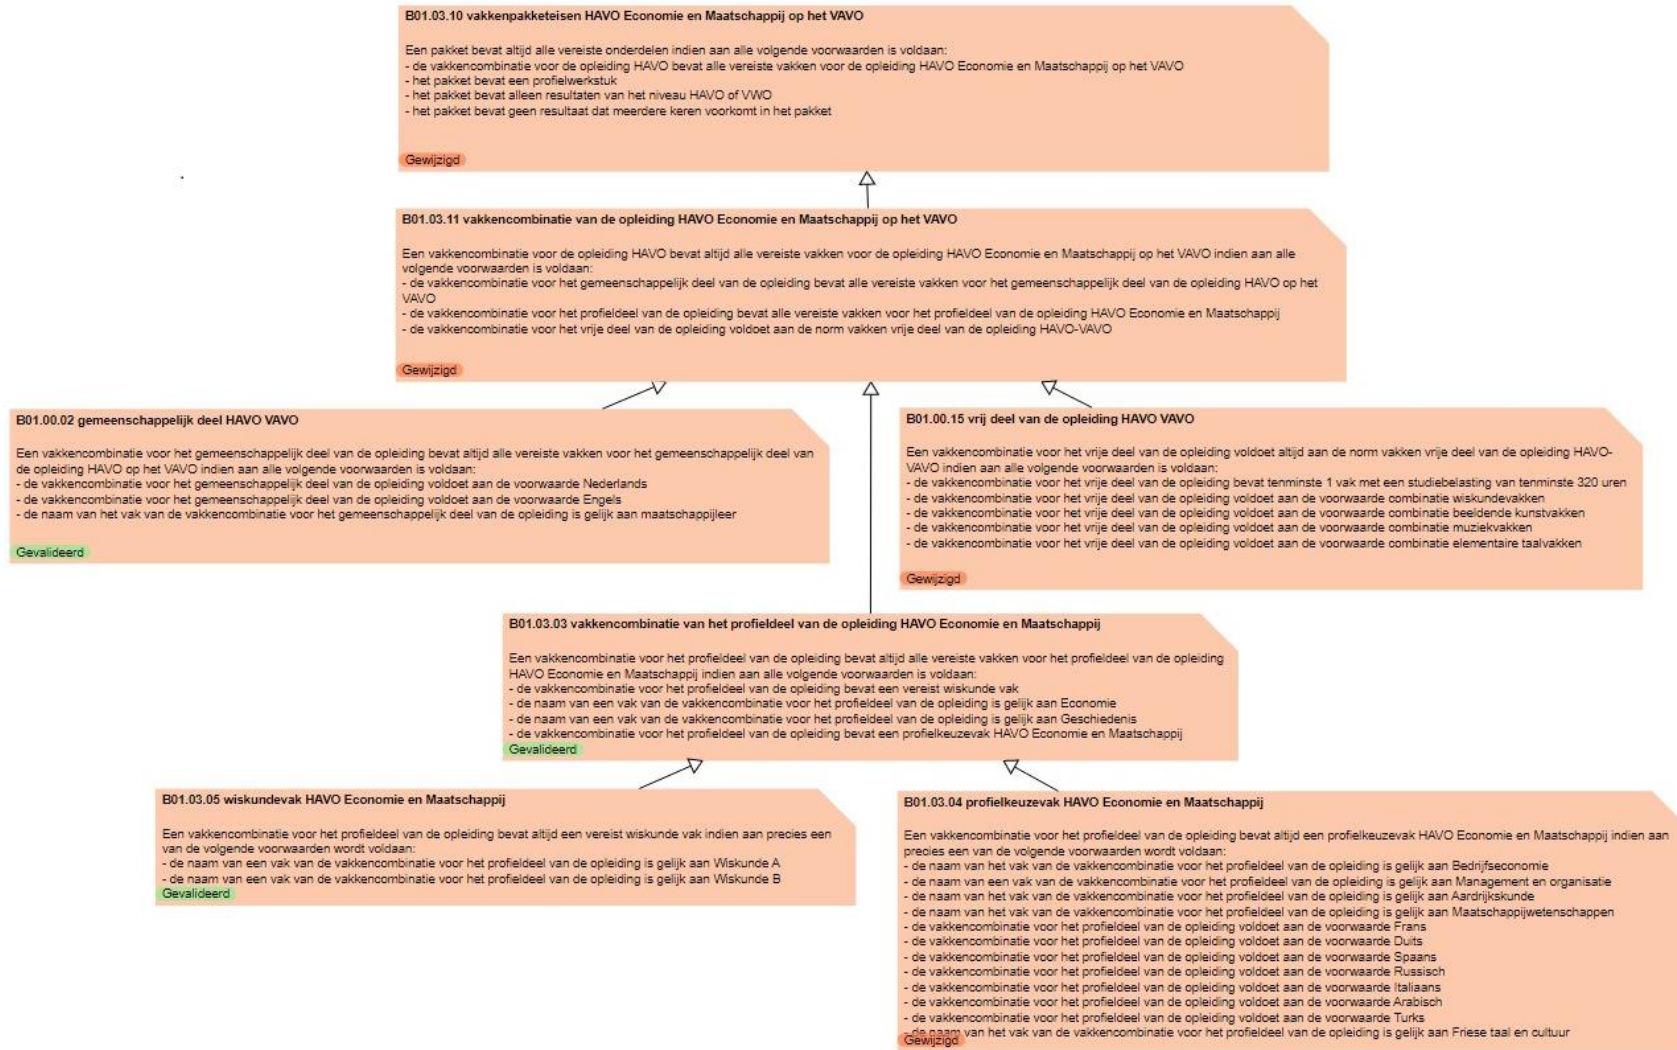 B01.03.10 vakkenpakketeisen HAVO Economie en Maatschappij op het VAVO
Een pakket bevat altijd alle vereiste onderdelen indien aan alle volgende voorwaarden is voldaan:
- de vakkencombinatie voor de opleiding HAVO bevat alle vereiste vakken voor de opleiding HAVO Economie en Maatschappij op het VAVO
- het pakket bevat een profielwerkstuk
- het pakket bevat alleen resultaten van het niveau HAVO of VWO
- het pakket bevat geen resultaat dat meerdere keren voorkomt in het pakket
Gewijzigd
B01.03.11 vakkencombinatie van de opleiding HAVO Economie en Maatschappij op het VAVO
Een vakkencombinatie voor de opleiding HAVO bevat altijd alle vereiste vakken voor de opleiding HAVO Economie en Maatschappij op het VAVO indien aan alle
volgende voorwaarden is voldaan:
- de vakkencombinatie voor het gemeenschappelijk deel van de opleiding bevat alle vereiste vakken voor het gemeenschappelijk deel van de opleiding HAVO op het
VAVO
- de vakkencombinatie voor het profieldeel van de opleiding bevat alle vereiste vakken voor het profieldeel van de opleiding HAVO Economie en Maatschappij
- de vakkencombinatie voor het vrije deel van de opleiding voldoet aan de norm vakken vrije deel van de opleiding HAVO-VAVO
Gewijzigd
B01.00.02 gemeenschappelijk deel HAVO VAVO
Een vakkencombinatie voor het gemeenschappelijk deel van de opleiding bevat altijd alle vereiste vakken voor het gemeenschappelijk deel van
de opleiding HAVO op het VAVO indien aan alle volgende voorwaarden is voldaan:
- de vakkencombinatie voor het gemeenschappelijk deel van de opleiding voldoet aan de voorwaarde Nederlands
- de vakkencombinatie voor het gemeenschappelijk deel van de opleiding voldoet aan de voorwaarde Engels
- de naam van het vak van de vakkencombinatie voor het gemeenschappelijk deel van de opleiding is gelijk aan maatschappijleer
Gevalideerd
B01.00.15 vrij deel van de opleiding HAVO VAVO
Een vakkencombinatie voor het vrije deel van de opleiding voldoet altijd aan de norm vakken vrije deel van de opleiding HAVO-
VAVO indien aan alle volgende voorwaarden is voldaan:
- de vakkencombinatie voor het vrije deel van de opleiding bevat tenminste 1 vak met een studiebelasting van tenminste 320 uren
- de vakkencombinatie voor het vrije deel van de opleiding voldoet aan de voorwaarde combinatie wiskundevakken
- de vakkencombinatie voor het vrije deel van de opleiding voldoet aan de voorwaarde combinatie beeldende kunstvakken
- de vakkencombinatie voor het vrije deel van de opleiding voldoet aan de voorwaarde combinatie muziekvakken
- de vakkencombinatie voor het vrije deel van de opleiding voldoet aan de voorwaarde combinatie elementaire taalvakken
Gewijzigd
B01.03.03 vakkencombinatie van het profieldeel van de opleiding HAVO Economie en Maatschappij
Een vakkencombinatie voor het profieldeel van de opleiding bevat altijd alle vereiste vakken voor het profieldeel van de opleiding
HAVO Economie en Maatschappij indien aan alle volgende voorwaarden is voldaan:
- de vakkencombinatie voor het profieldeel van de opleiding bevat een vereist wiskunde vak
- de naam van een vak van de vakkencombinatie voor het profieldeel van de opleiding is gelijk aan Economie
- de naam van een vak van de vakkencombinatie voor het profieldeel van de opleiding is gelijk aan Geschiedenis
- de vakkencombinatie voor het profieldeel van de opleiding bevat een profielkeuzevak HAVO Economie en Maatschappij
Gevalideerd
B01.03.05 wiskundevak HAVO Economie en Maatschappij
Een vakkencombinatie voor het profieldeel van de opleiding bevat altijd een vereist wiskunde vak indien aan precies een
van de volgende voorwaarden wordt voldaan:
- de naam van een vak van de vakkencombinatie voor het profieldeel van de opleiding is gelijk aan Wiskunde A
- de naam van een vak van de vakkencombinatie voor het profieldeel van de opleiding is gelijk aan Wiskunde B
Gevalideerd
B01.03.04 profielkeuzevak HAVO Economie en Maatschappij
Een vakkencombinatie voor het profieldeel van de opleiding bevat altijd een profielkeuzevak HAVO Economie en Maatschappij indien aan
precies een van de volgende voorwaarden wordt voldaan:
- de naam van het vak van de vakkencombinatie voor het profieldeel van de opleiding is gelijk aan Bedrijfseconomie
- de naam van een vak van de vakkencombinatie voor het profieldeel van de opleiding is gelijk aan Management en organisatie
- de naam van het vak van de vakkencombinatie voor het profieldeel van de opleiding is gelijk aan Aardrijkskunde
- de naam van het vak van de vakkencombinatie voor het profieldeel van de opleiding is gelijk aan Maatschappijwetenschappen
- de vakkencombinatie voor het profieldeel van de opleiding voldoet aan de voorwaarde Frans
- de vakkencombinatie voor het profieldeel van de opleiding voldoet aan de voorwaarde Duits
- de vakkencombinatie voor het profieldeel van de opleiding voldoet aan de voorwaarde Spaans
- de vakkencombinatie voor het profieldeel van de opleiding voldoet aan de voorwaarde Russisch
- de vakkencombinatie voor het profieldeel van de opleiding voldoet aan de voorwaarde Italiaans
- de vakkencombinatie voor het profieldeel van de opleiding voldoet aan de voorwaarde Arabisch
- de vakkencombinatie voor het profieldeel van de opleiding voldoet aan de voorwaarde Turks
- de naam van het vak van de vakkencombinatie voor het profieldeel van de opleiding is gelijk aan Friese taal en cultuur
Gewijzigd